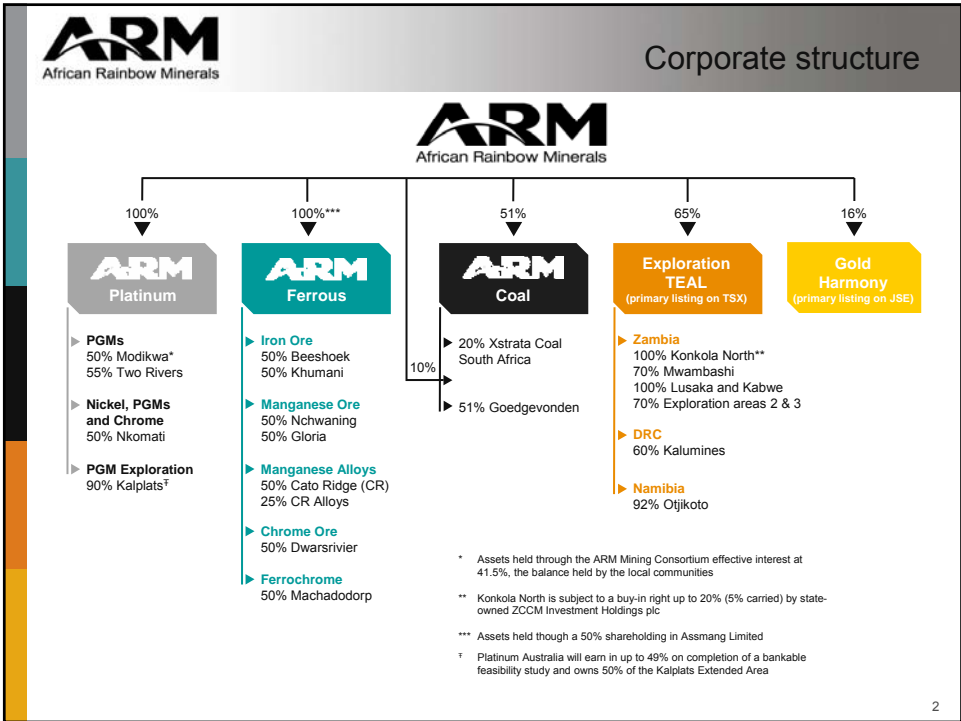 ARM
African Rainbow Minerals
Corporate structure
ARM
African Rainbow Minerals
100%
100%***
51%
65%
16%
ARM
Platinum
ARM
Ferrous
ARM
Coal
Exploration
TEAL
(primary listing on TSX)
Gold
Harmony
(primary listing on JSE)
PGMs
50% Modikwa*
55% Two Rivers
Nickel, PGMs
and Chrome
50% Nkomati
PGM Exploration
90% Kalplats Ŧ
Iron Ore
50% Beeshoek
50% Khumani
Manganese Ore
50% Nchwaning
50% Gloria
Manganese Alloys
50% Cato Ridge (CR)
25% CR Alloys
Chrome Ore
50% Dwarsrivier
Ferrochrome
50% Machadodorp
10%
20% Xstrata Coal
South Africa
51% Goedgevonden
Zambia
100% Konkola North**
70% Mwambashi
100% Lusaka and Kabwe
70% Exploration areas 2 & 3
DRC
60% Kalumines
Namibia
92% Otjikoto
* Assets held through the ARM Mining Consortium effective interest at
41.5%, the balance held by the local communities
** Konkola North is subject to a buy-in right up to 20% (5% carried) by state-
owned ZCCM Investment Holdings plc
*** Assets held though a 50% shareholding in Assmang Limited
Ŧ Platinum Australia will earn in up to 49% on completion of a bankable
feasibility study and owns 50% of the Kalplats Extended Area
2